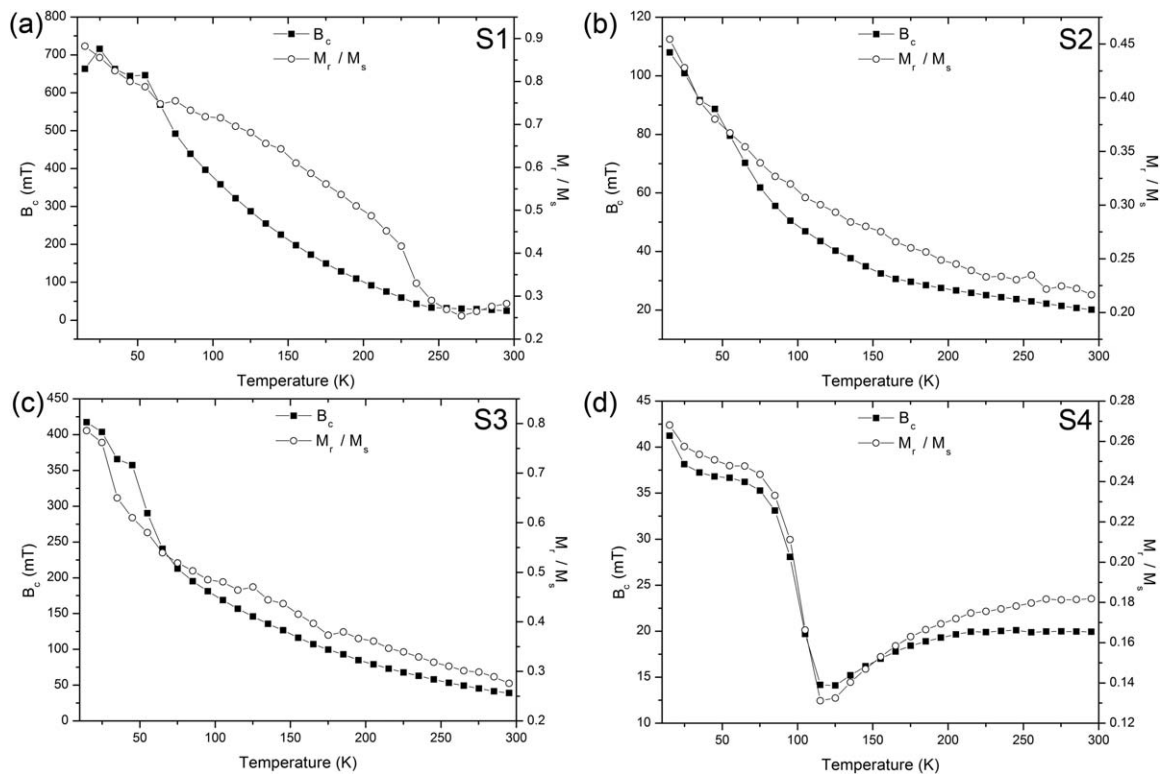 (a)
S1
B_c
M_r / M_s
800
700
600
500
400
300
200
100
0
B_c (mT)
0.9
0.8
0.7
0.6
0.5
0.4
0.3
0.2
M_r / M_s
50 100 150 200 250 300
Temperature (K)
(b)
S2
B_c
M_r / M_s
120
100
80
60
40
20
B_c (mT)
0.45
0.40
0.35
0.30
0.25
0.20
M_r / M_s
50 100 150 200 250 300
Temperature (K)
(c)
S3
B_c
M_r / M_s
450
400
350
300
250
200
150
100
50
0
B_c (mT)
0.8
0.7
0.6
0.5
0.4
0.3
0.2
M_r / M_s
50 100 150 200 250 300
Temperature (K)
(d)
S4
B_c
M_r / M_s
45
40
35
30
25
20
15
10
B_c (mT)
0.28
0.26
0.24
0.22
0.20
0.18
0.16
0.14
0.12
M_r / M_s
50 100 150 200 250 300
Temperature (K)